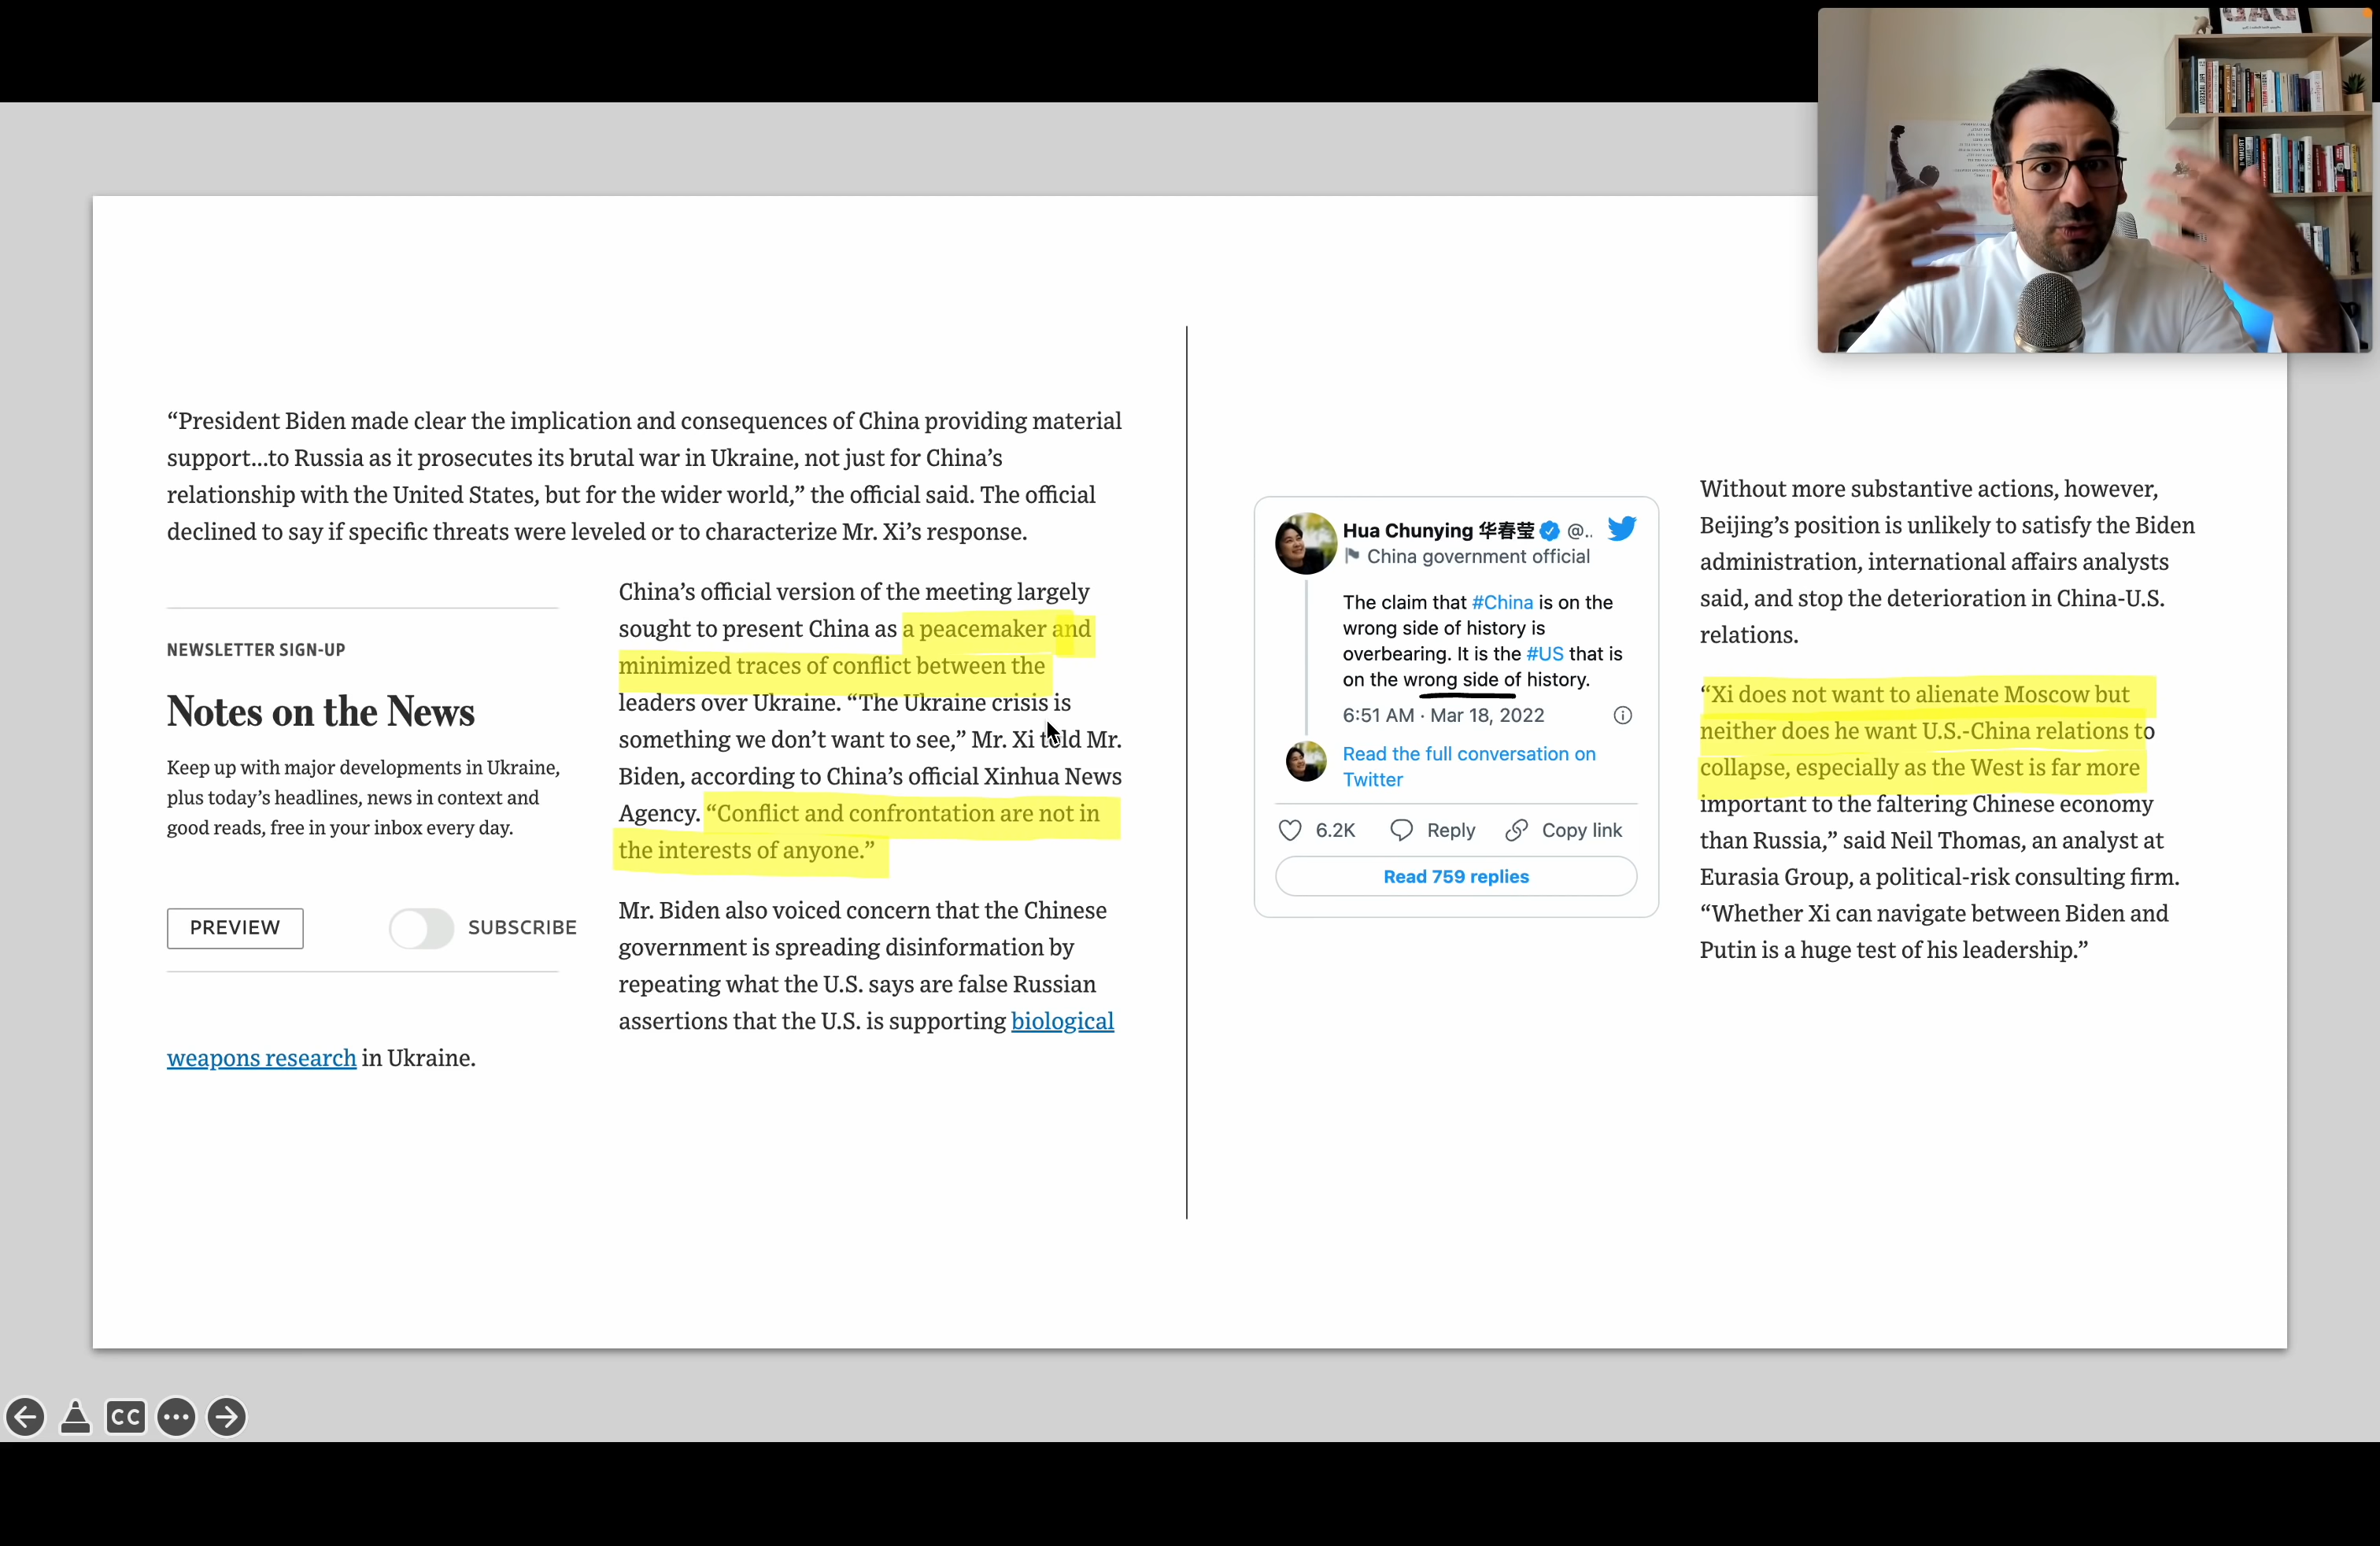 “President Biden made clear the implication and consequences of China providing material
support...to Russia as it prosecutes its brutal war in Ukraine, not just for China’s
relationship with the United States, but for the wider world,” the official said. The official
declined to say if specific threats were leveled or to characterize Mr. Xi’s response.
NEWSLETTER SIGN-UP
Notes on the News
Keep up with major developments in Ukraine,
plus today’s headlines, news in context and
good reads, free in your inbox every day.
PREVIEW
SUBSCRIBE
China’s official version of the meeting largely
sought to present China as a peacemaker and
minimized traces of conflict between the
leaders over Ukraine. “The Ukraine crisis is
something we don’t want to see,” Mr. Xi told Mr.
Biden, according to China’s official Xinhua News
Agency. “Conflict and confrontation are not in
the interests of anyone.”
Mr. Biden also voiced concern that the Chinese
government is spreading disinformation by
repeating what the U.S. says are false Russian
assertions that the U.S. is supporting biological
weapons research in Ukraine.
Hua Chunying 华春莹 @..
China government official
The claim that #China is on the
wrong side of history is
overbearing. It is the #US that is
on the wrong side of history.
6:51 AM · Mar 18, 2022
Read the full conversation on
Twitter
6.2K Reply Copy link
Read 759 replies
Without more substantive actions, however,
Beijing’s position is unlikely to satisfy the Biden
administration, international affairs analysts
said, and stop the deterioration in China-U.S.
relations.
“Xi does not want to alienate Moscow but
neither does he want U.S.-China relations to
collapse, especially as the West is far more
important to the faltering Chinese economy
than Russia,” said Neil Thomas, an analyst at
Eurasia Group, a political-risk consulting firm.
“Whether Xi can navigate between Biden and
Putin is a huge test of his leadership.”
CC